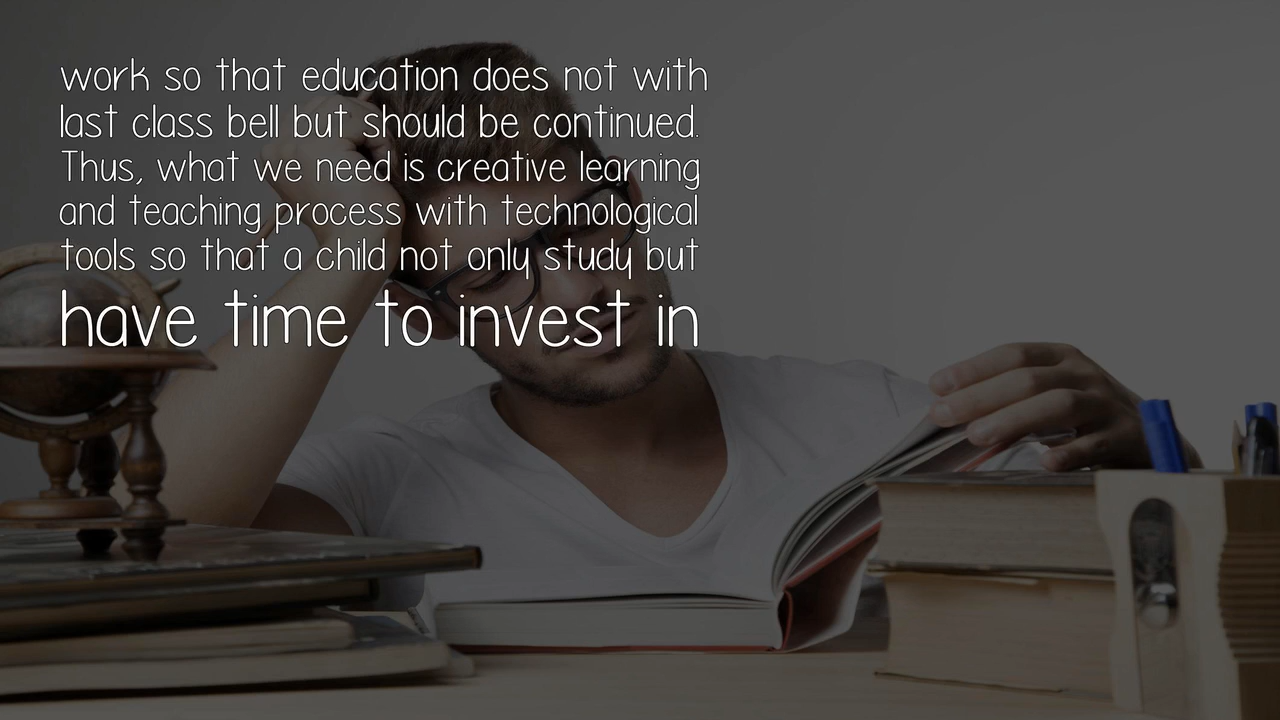 work so that education does not with
last class bell but should be continued.
Thus, what we need is creative learning
and teaching process with technological
tools so that a child not only study but
have time to invest in